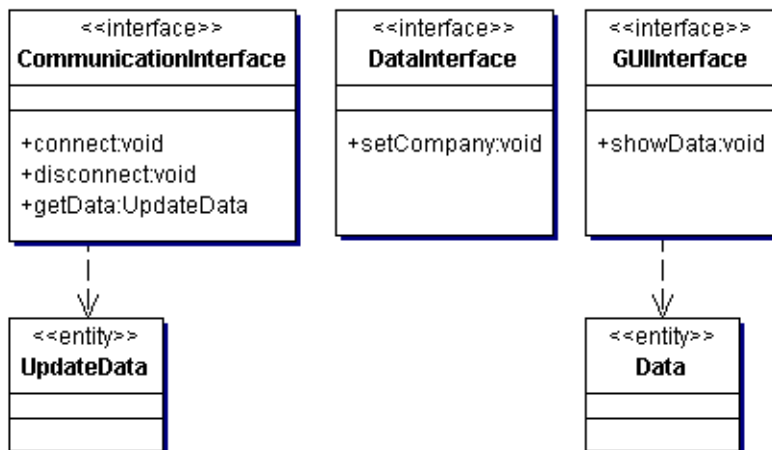 <<interface>>
CommunicationInterface
+connect:void
+disconnect:void
+getData:UpdateData
<<interface>>
DataInterface
+setCompany:void
<<interface>>
GUIInterface
+showData:void
<<entity>>
UpdateData
<<entity>>
Data